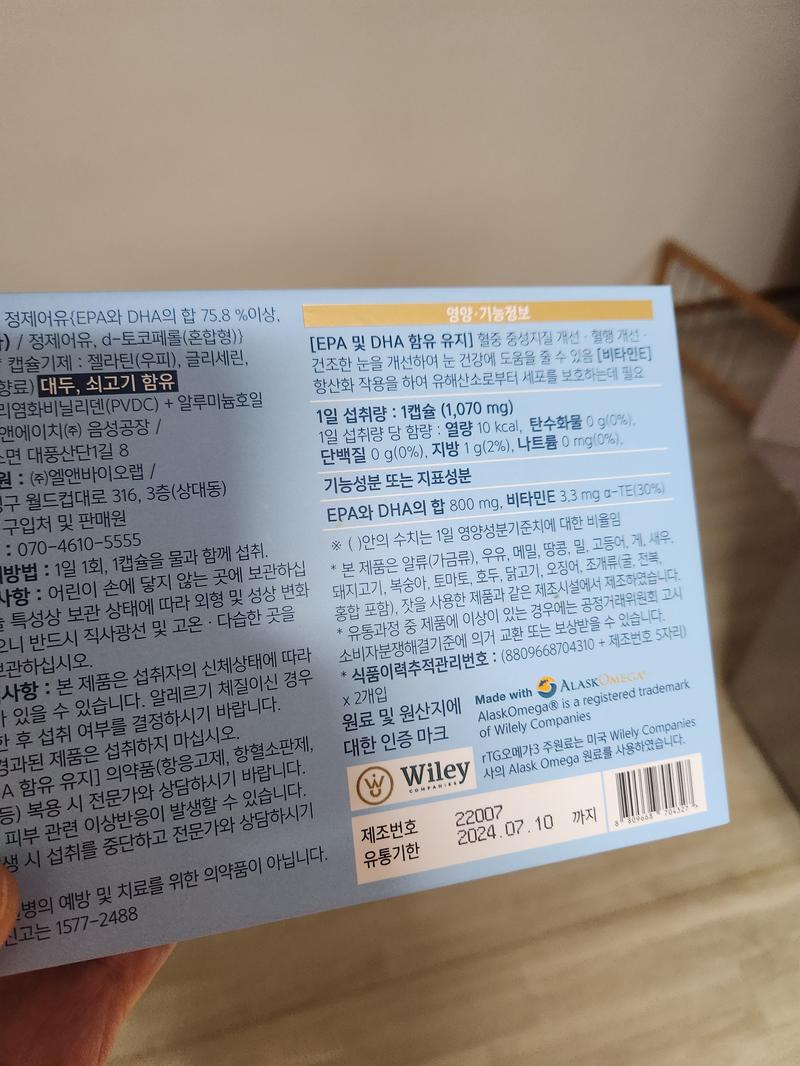 정제어유{EPA와 DHA의 합 75.8 %이상,
/ 정제어유, d-토코페롤(혼합형)}
캡슐기제 : 젤라틴(우피), 글리세린,
향료) 대두, 쇠고기 함유
리염화비닐리덴(PVDC) + 알루미늄호일
앤에이치㈜ 음성공장 /
소면 대풍산단1길 8
원 : ㈜엘앤바이오랩 /
구 월드컵대로 316, 3층(상대동)
구입처 및 판매원
: 070-4610-5555
방법 : 1일 1회, 1캡슐을 물과 함께 섭취.
사항 : 어린이 손에 닿지 않는 곳에 보관하십
특성상 보관 상태에 따라 외형 및 성상 변화
오니 반드시 직사광선 및 고온·다습한 곳을
보관하십시오.
사항 : 본 제품은 섭취자의 신체상태에 따라
가 있을 수 있습니다. 알레르기 체질이신 경우
한 후 섭취 여부를 결정하시기 바랍니다.
경과된 제품은 섭취하지 마십시오.
A 함유 유지] 의약품(항응고제, 항혈소판제,
등) 복용 시 전문가와 상담하시기 바랍니다.
피부 관련 이상반응이 발생할 수 있습니다.
생 시 섭취를 중단하고 전문가와 상담하시기
병의 예방 및 치료를 위한 의약품이 아닙니다.
신고는 1577-2488
영양·기능정보
[EPA 및 DHA 함유 유지] 혈중 중성지질 개선·혈행 개선·
건조한 눈을 개선하여 눈 건강에 도움을 줄 수 있음 [비타민E]
항산화 작용을 하여 유해산소로부터 세포를 보호하는데 필요
1일 섭취량 : 1캡슐 (1,070 mg)
1일 섭취량 당 함량 : 열량 10 kcal, 탄수화물 0 g(0%),
단백질 0 g(0%), 지방 1 g(2%), 나트륨 0 mg(0%),
기능성분 또는 지표성분
EPA와 DHA의 합 800 mg, 비타민E 3.3 mg α-TE(30%)
※ ( )안의 수치는 1일 영양성분기준치에 대한 비율임
* 본 제품은 알류(가금류), 우유, 메밀, 땅콩, 밀, 고등어, 게, 새우,
돼지고기, 복숭아, 토마토, 호두, 닭고기, 오징어, 조개류(굴, 전복,
홍합 포함), 잣을 사용한 제품과 같은 제조시설에서 제조하였습니다.
* 유통과정 중 제품에 이상이 있는 경우에는 공정거래위원회 고시
소비자분쟁해결기준에 의거 교환 또는 보상받을 수 있습니다.
* 식품이력추적관리번호 : (8809668704310 + 제조번호 5자리)
x 2개입
원료 및 원산지에
대한 인증 마크
Wiley
COMPANIES
Made with ALASKOMEGA®
AlaskOmega® is a registered trademark
of Wilely Companies
rTG오메가3 주원료는 미국 Wilely Companies
사의 Alask Omega 원료를 사용하였습니다.
제조번호 22007
유통기한 2024.07.10 까지
8 809668 704327